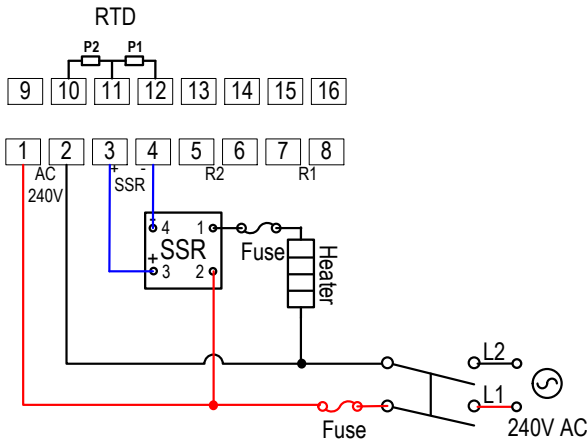 RTD
P2 P1
9 10 11 12 13 14 15 16
1 2 3 4 5 6 7 8
AC 240V
+ SSR -
R2
R1
- 4 1
SSR
+ 3 2
Fuse
Heater
L2
L1
240V AC
Fuse